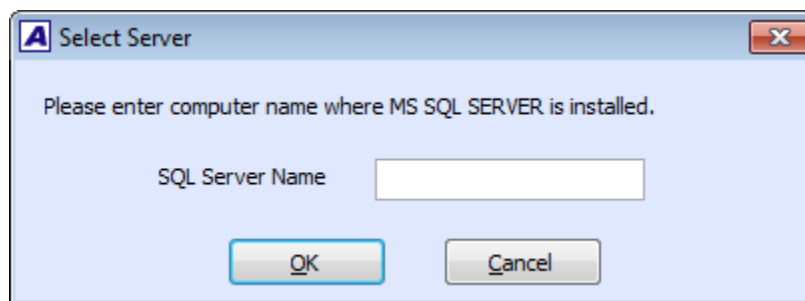 A Select Server
Please enter computer name where MS SQL SERVER is installed.
SQL Server Name
OK Cancel